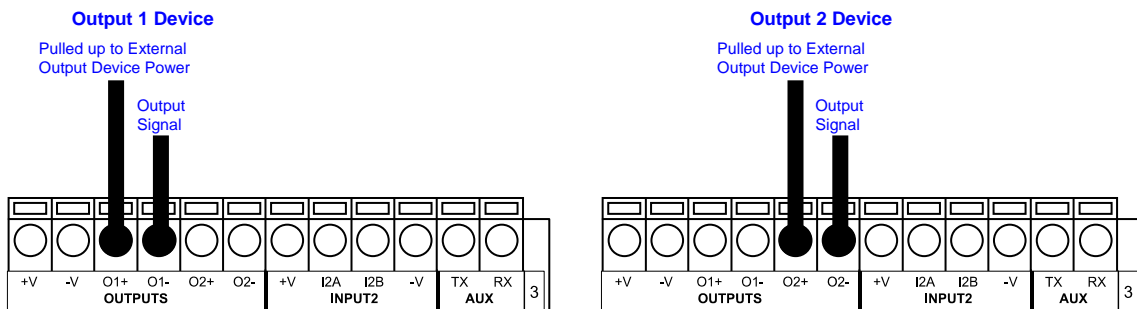 Output 1 Device
Pulled up to External
Output Device Power
Output
Signal
+V -V O1+ O1- O2+ O2- +V I2A I2B -V TX RX
OUTPUTS INPUT2 AUX
3
Output 2 Device
Pulled up to External
Output Device Power
Output
Signal
+V -V O1+ O1- O2+ O2- +V I2A I2B -V TX RX
OUTPUTS INPUT2 AUX
3